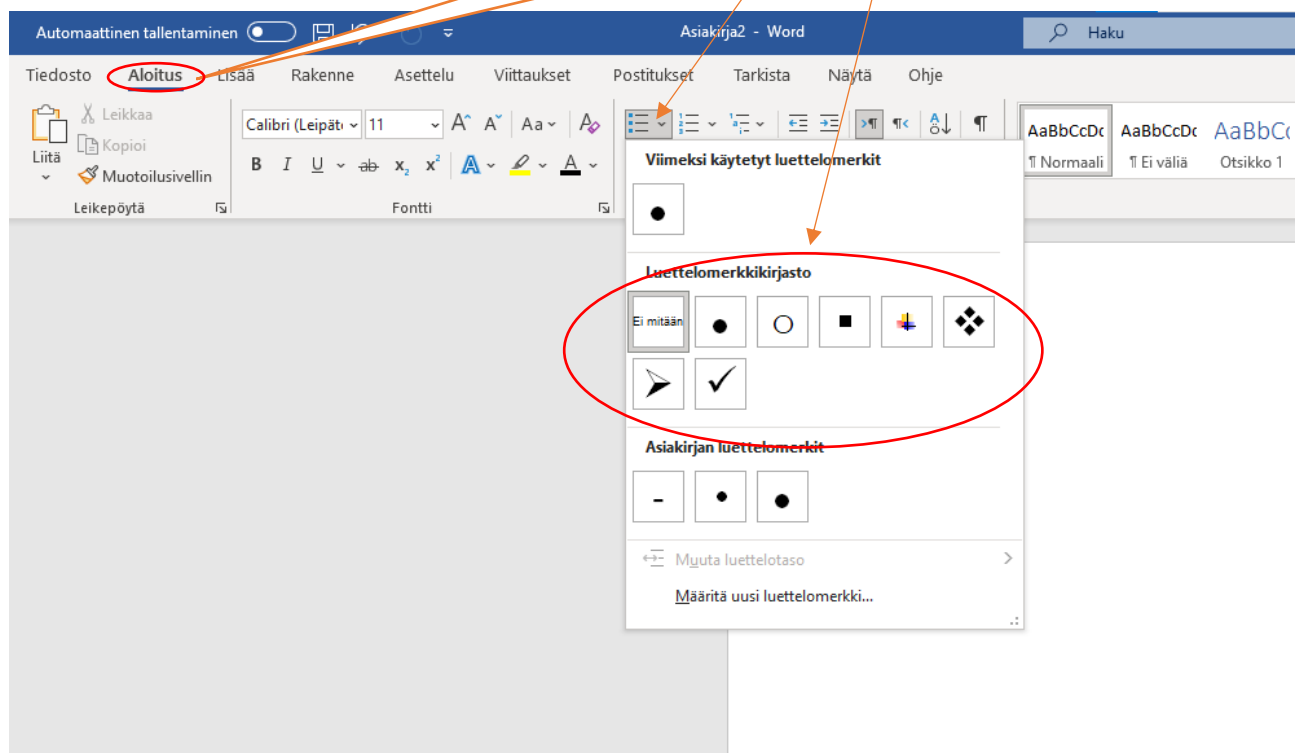 Automaattinen tallentaminen
Asiakirja2 - Word
Haku
Tiedosto Aloitus Lisää Rakenne Asettelu Viittaukset Postitukset Tarkista Näytä Ohje
Leikkaa
Kopioi
Liitä
Muotoilusivellin
Leikepöytä
Calibri (Leipäte 11 A A Aa A
B I U ab x₂ x² A A
Fontti
AaBbCcDc AaBbCcDc AaBbCc
¶ Normaali ¶ Ei väliä Otsikko 1
Viimeksi käytetyt luettelomerkit
Luettelomerkkikirjasto
Ei mitään
Asiakirjan luettelomerkit
Muuta luettelotaso
Määritä uusi luettelomerkki...